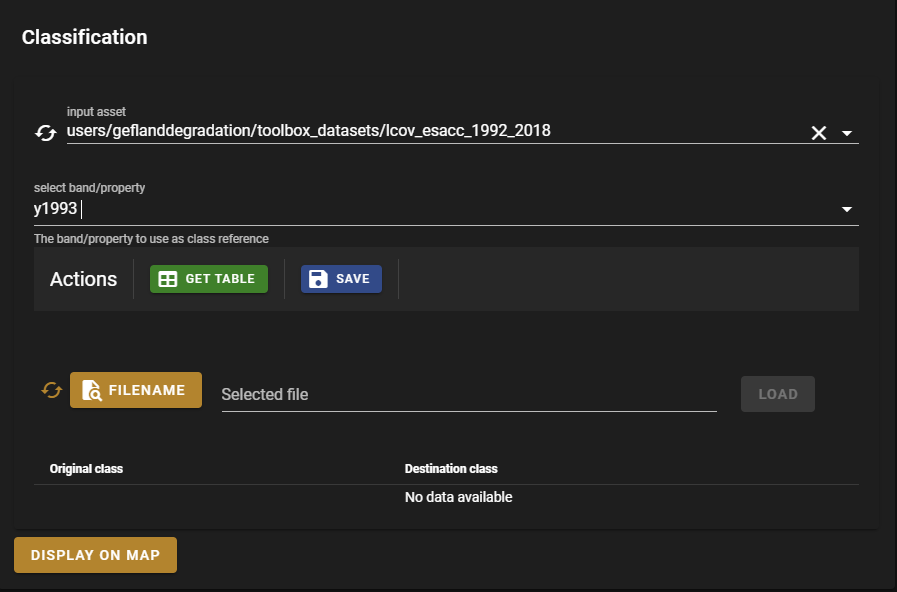 Classification
input asset
users/geflanddegradation/toolbox_datasets/lcov_esacc_1992_2018
select band/property
y1993
The band/property to use as class reference
Actions GET TABLE SAVE
FILENAME Selected file LOAD
Original class Destination class
No data available
DISPLAY ON MAP